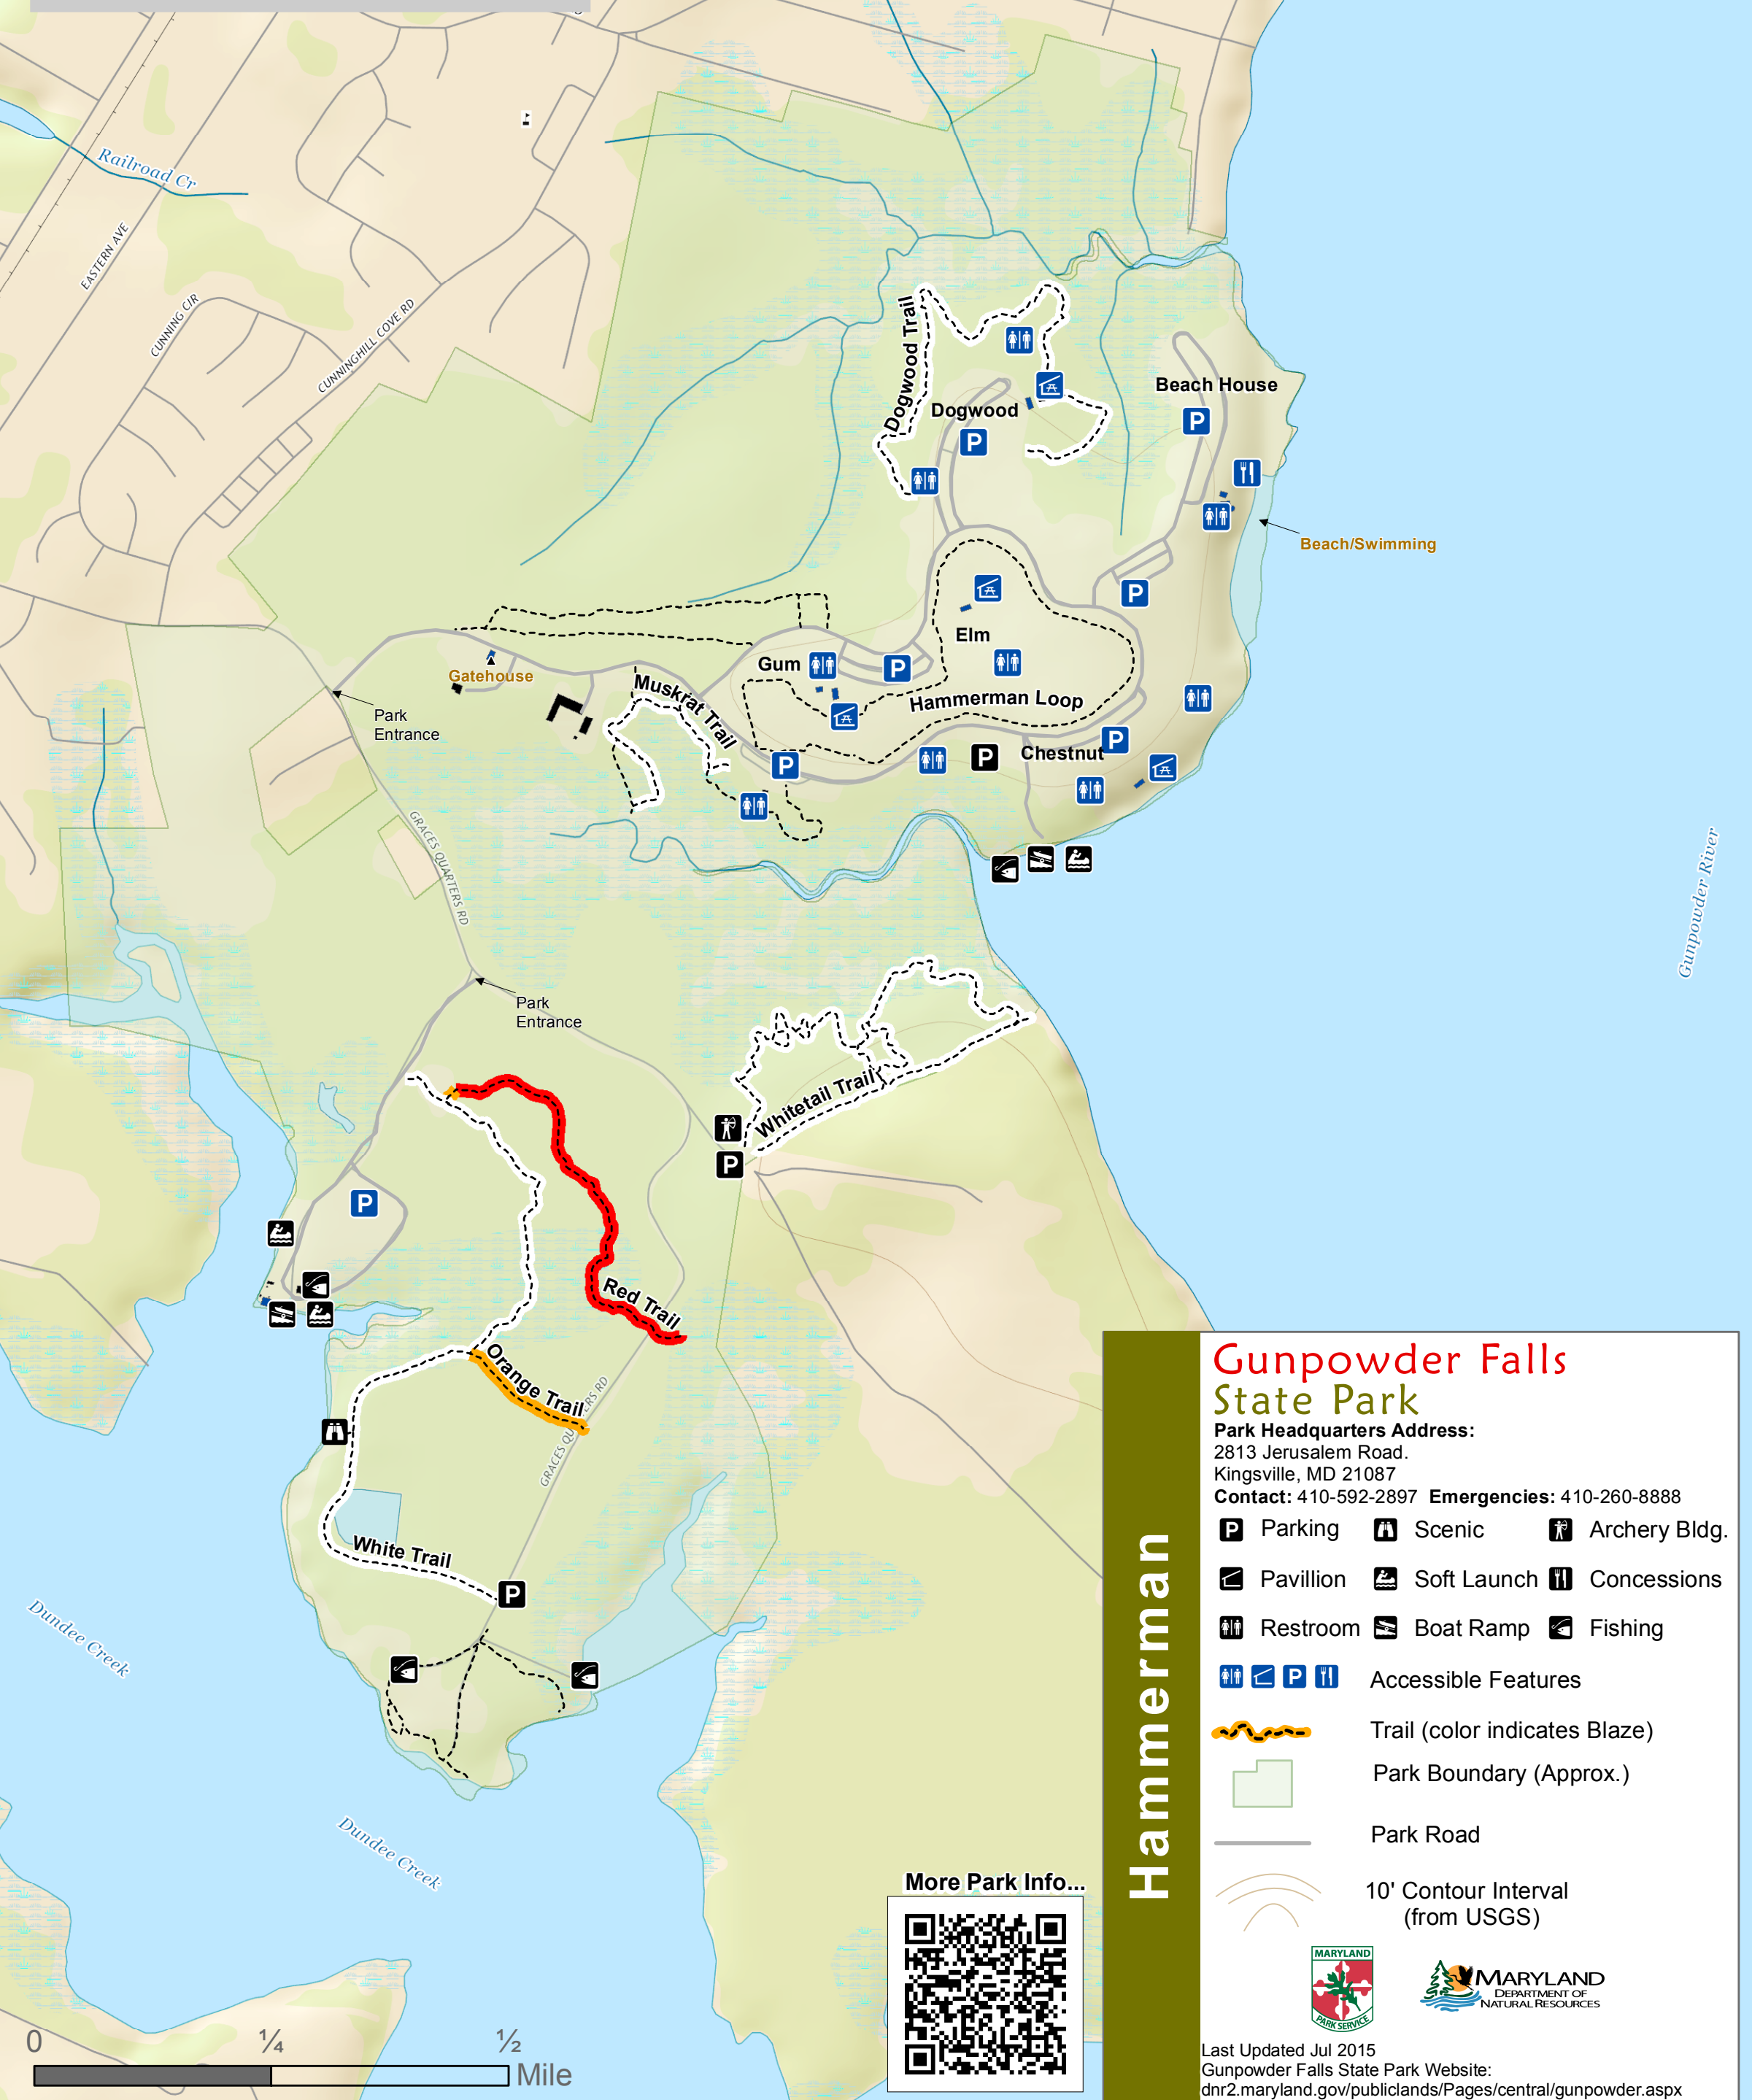 Railroad Cr
EASTERN AVE
CUNNING CIR
CUNNINGHILL COVE RD
Dogwood Trail
Dogwood
P
Beach House
P
Beach/Swimming
P
Elm
Gum
P
Hammerman Loop
Gatehouse
Muskrat Trail
Park
Entrance
P
P
Chestnut
P
GRACES QUARTERS RD
Gunpowder River
Park
Entrance
Whitetail Trail
P
P
Red Trail
Orange Trail
GRACES QU
ERS RD
White Trail
P
Dundee Creek
Dundee Creek
0
¼
½
Mile
More Park Info...
Hammerman
Gunpowder Falls
State Park
Park Headquarters Address:
2813 Jerusalem Road.
Kingsville, MD 21087
Contact: 410-592-2897 Emergencies: 410-260-8888
P Parking Scenic Archery Bldg.
Pavillion Soft Launch Concessions
Restroom Boat Ramp Fishing
P Accessible Features
Trail (color indicates Blaze)
Park Boundary (Approx.)
Park Road
10' Contour Interval
(from USGS)
MARYLAND
PARK SERVICE
MARYLAND
DEPARTMENT OF
NATURAL RESOURCES
Last Updated Jul 2015
Gunpowder Falls State Park Website:
dnr2.maryland.gov/publiclands/Pages/central/gunpowder.aspx